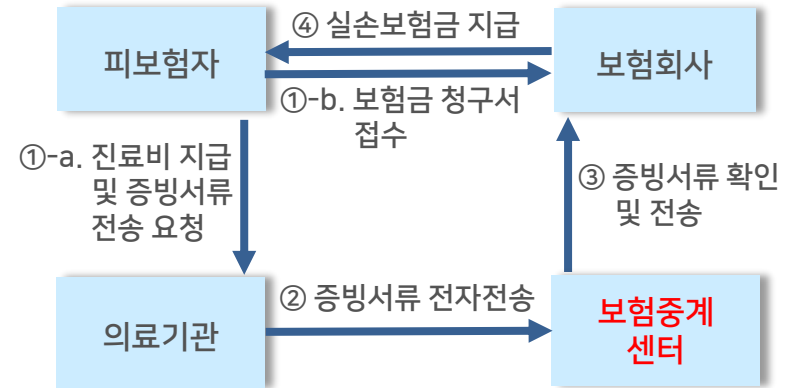 ④ 실손보험금 지급
피보험자
보험회사
①-b. 보험금 청구서
접수
①-a. 진료비 지급
및 증빙서류
전송 요청
③ 증빙서류 확인
및 전송
② 증빙서류 전자전송
의료기관
보험중계
센터